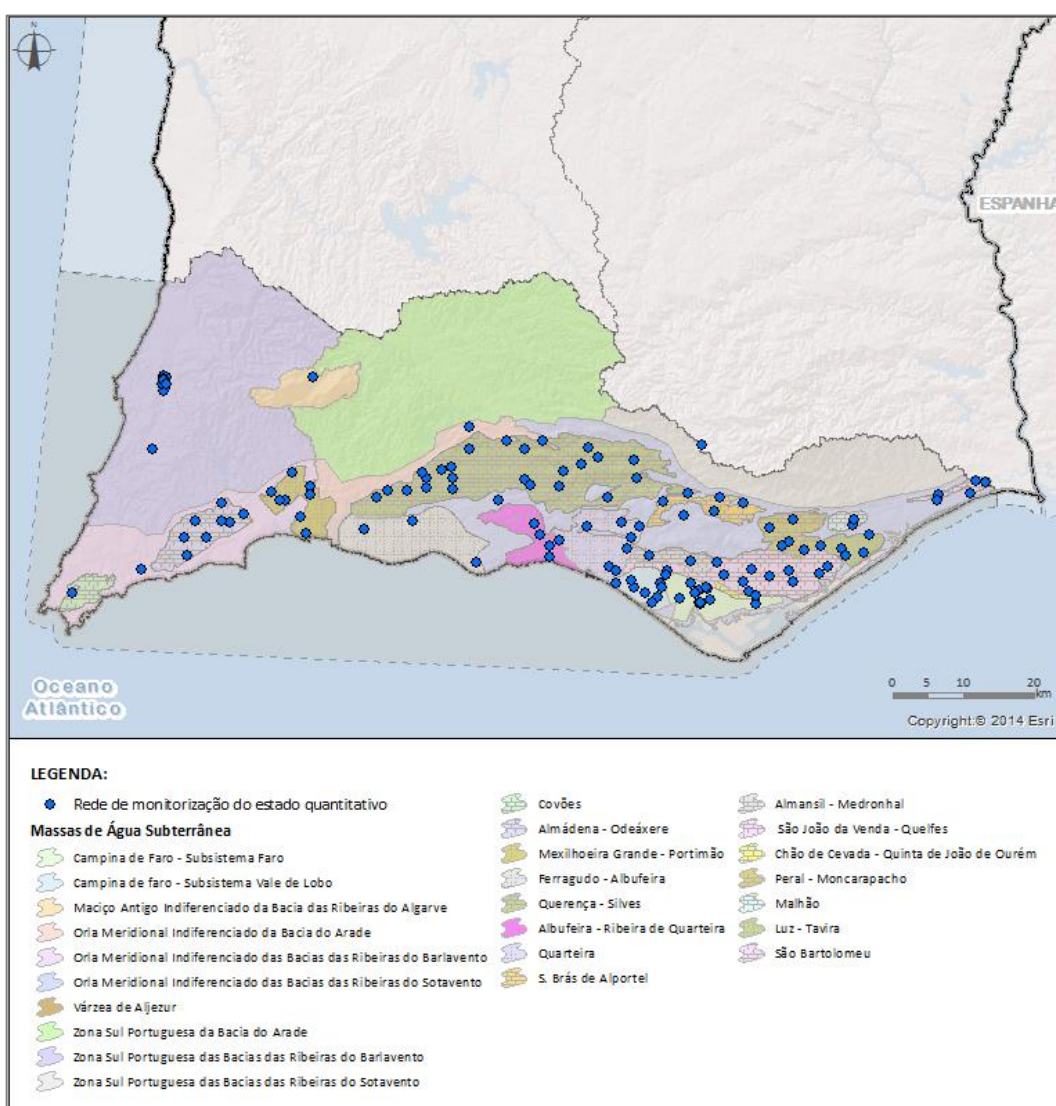 N
ESPANHA
Oceano
Atlântico
0 5 10 20
km
Copyright:© 2014 Esri
LEGENDA:
Rede de monitorização do estado quantitativo
Massas de Água Subterrânea
Campina de Faro - Subsistema Faro
Campina de faro - Subsistema Vale de Lobo
Maciço Antigo Indiferenciado da Bacia das Ribeiras do Algarve
Orla Meridional Indiferenciado da Bacia do Arade
Orla Meridional Indiferenciado das Bacias das Ribeiras do Barlavento
Orla Meridional Indiferenciado das Bacias das Ribeiras do Sotavento
Várzea de Aljezur
Zona Sul Portuguesa da Bacia do Arade
Zona Sul Portuguesa das Bacias das Ribeiras do Barlavento
Zona Sul Portuguesa das Bacias das Ribeiras do Sotavento
Covões
Almádena - Odeáxere
Mexilhoeira Grande - Portimão
Ferragudo - Albufeira
Querença - Silves
Albufeira - Ribeira de Quarteira
Quarteira
S. Brás de Alportel
Almansil - Medronhal
São João da Venda - Quelfes
Chão de Cevada - Quinta de João de Ourém
Peral - Moncarapacho
Malhão
Luz - Tavira
São Bartolomeu